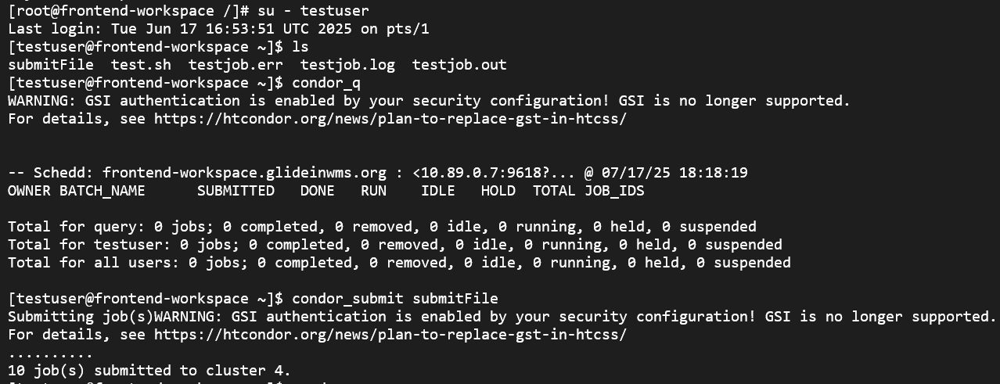 [root@frontend-workspace /]# su - testuser
Last login: Tue Jun 17 16:53:51 UTC 2025 on pts/1
[testuser@frontend-workspace ~]$ ls
submitFile  test.sh  testjob.err  testjob.log  testjob.out
[testuser@frontend-workspace ~]$ condor_q
WARNING: GSI authentication is enabled by your security configuration! GSI is no longer supported.
For details, see https://htcondor.org/news/plan-to-replace-gst-in-htcss/
-- Schedd: frontend-workspace.glideinwms.org : <10.89.0.7:9618?... @ 07/17/25 18:18:19
OWNER BATCH_NAME      SUBMITTED   DONE   RUN    IDLE   HOLD  TOTAL JOB_IDS
Total for query: 0 jobs; 0 completed, 0 removed, 0 idle, 0 running, 0 held, 0 suspended
Total for testuser: 0 jobs; 0 completed, 0 removed, 0 idle, 0 running, 0 held, 0 suspended
Total for all users: 0 jobs; 0 completed, 0 removed, 0 idle, 0 running, 0 held, 0 suspended
[testuser@frontend-workspace ~]$ condor_submit submitFile
Submitting job(s)WARNING: GSI authentication is enabled by your security configuration! GSI is no longer supported.
For details, see https://htcondor.org/news/plan-to-replace-gst-in-htcss/
..........
10 job(s) submitted to cluster 4.